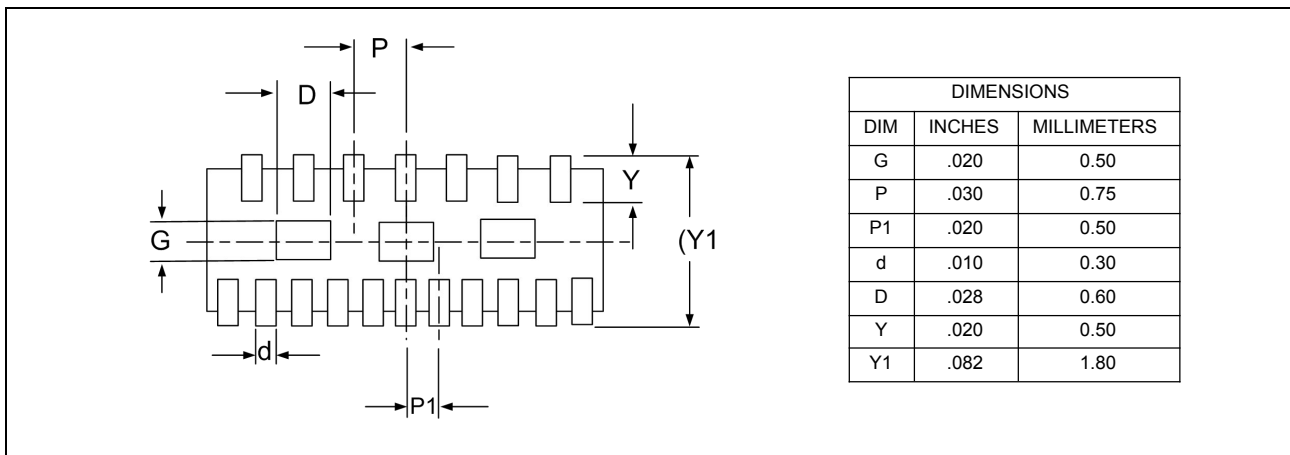 P
D
Y
G
(Y1
d
P1
DIMENSIONS
DIM INCHES MILLIMETERS
G .020 0.50
P .030 0.75
P1 .020 0.50
d .010 0.30
D .028 0.60
Y .020 0.50
Y1 .082 1.80